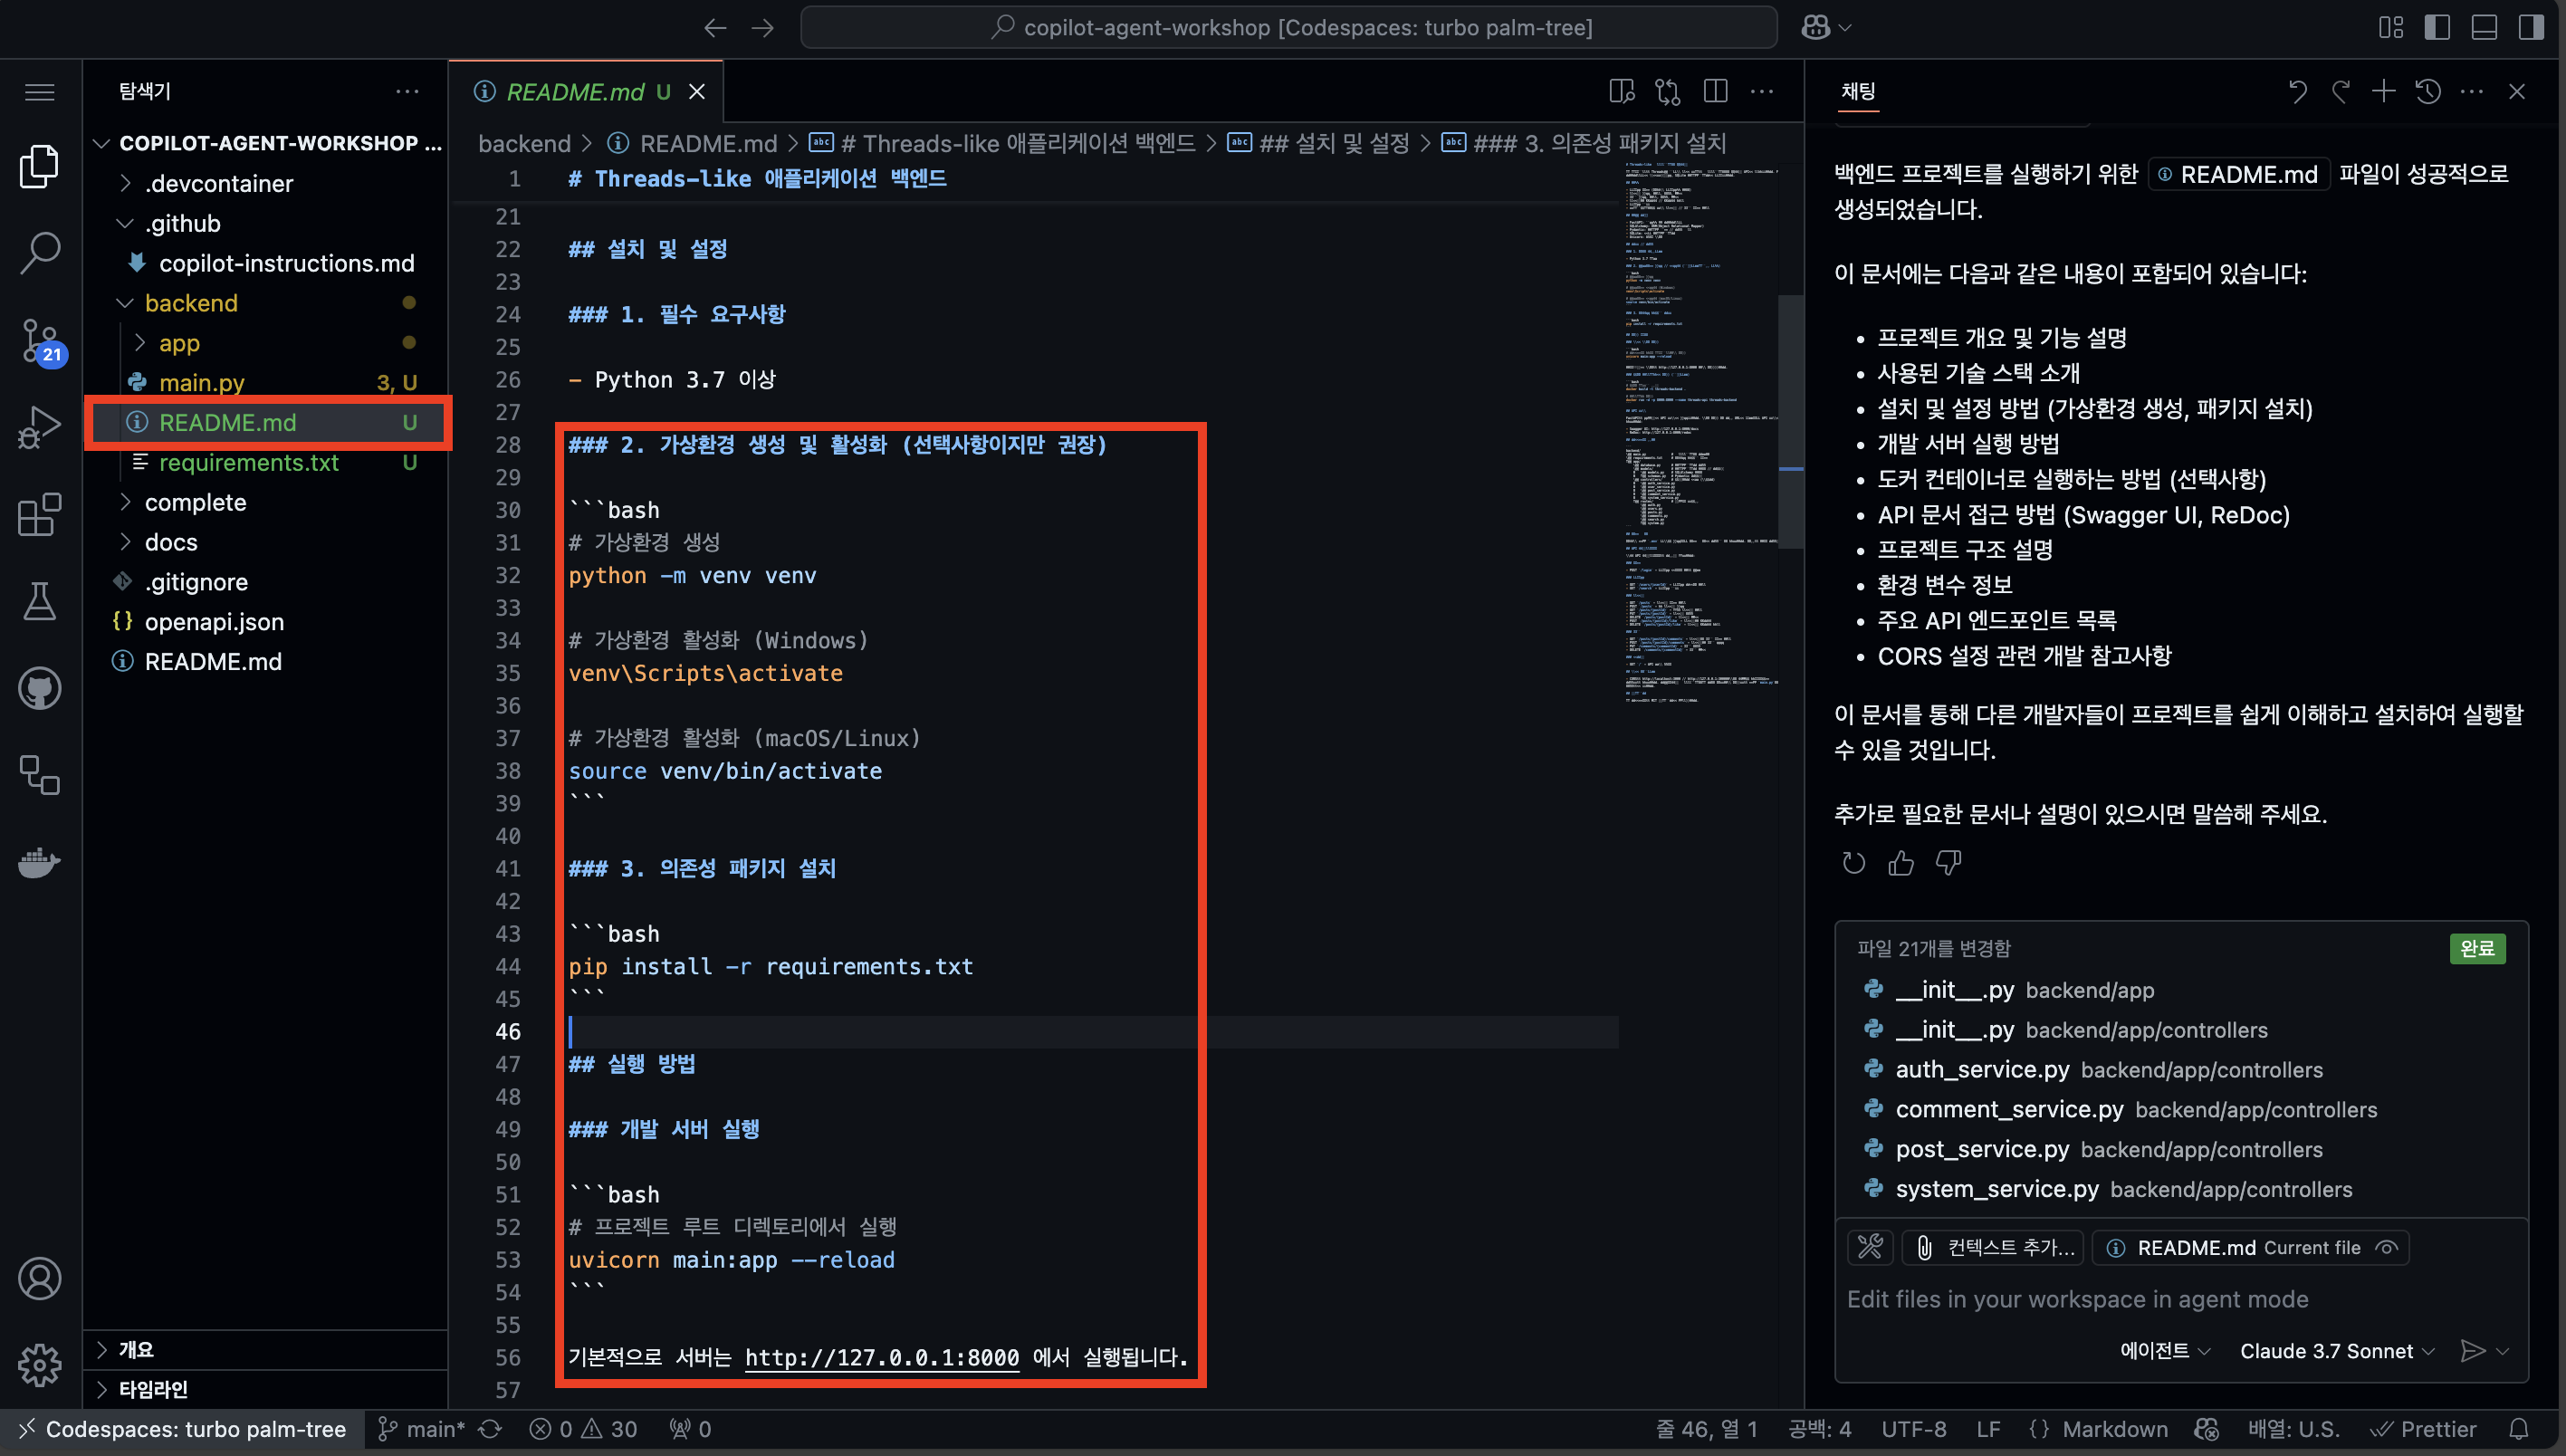 copilot-agent-workshop [Codespaces: turbo palm-tree]
탐색기
COPILOT-AGENT-WORKSHOP ...
.devcontainer
.github
copilot-instructions.md
backend
app
main.py 3, U
README.md U
requirements.txt U
complete
docs
.gitignore
openapi.json
README.md
21
개요
타임라인
README.md U
backend > README.md > # Threads-like 애플리케이션 백엔드 > ## 설치 및 설정 > ### 3. 의존성 패키지 설치
1 # Threads-like 애플리케이션 백엔드
21
22 ## 설치 및 설정
23
24 ### 1. 필수 요구사항
25
26 - Python 3.7 이상
27
28 ### 2. 가상환경 생성 및 활성화 (선택사항이지만 권장)
29
30 ```bash
31 # 가상환경 생성
32 python -m venv venv
33
34 # 가상환경 활성화 (Windows)
35 venv\Scripts\activate
36
37 # 가상환경 활성화 (macOS/Linux)
38 source venv/bin/activate
39 ```
40
41 ### 3. 의존성 패키지 설치
42
43 ```bash
44 pip install -r requirements.txt
45 ```
46
47 ## 실행 방법
48
49 ### 개발 서버 실행
50
51 ```bash
52 # 프로젝트 루트 디렉토리에서 실행
53 uvicorn main:app --reload
54 ```
55
56 기본적으로 서버는 http://127.0.0.1:8000 에서 실행됩니다.
57
채팅
백엔드 프로젝트를 실행하기 위한 README.md 파일이 성공적으로
생성되었습니다.
이 문서에는 다음과 같은 내용이 포함되어 있습니다:
• 프로젝트 개요 및 기능 설명
• 사용된 기술 스택 소개
• 설치 및 설정 방법 (가상환경 생성, 패키지 설치)
• 개발 서버 실행 방법
• 도커 컨테이너로 실행하는 방법 (선택사항)
• API 문서 접근 방법 (Swagger UI, ReDoc)
• 프로젝트 구조 설명
• 환경 변수 정보
• 주요 API 엔드포인트 목록
• CORS 설정 관련 개발 참고사항
이 문서를 통해 다른 개발자들이 프로젝트를 쉽게 이해하고 설치하여 실행할
수 있을 것입니다.
추가로 필요한 문서나 설명이 있으시면 말씀해 주세요.
파일 21개를 변경함 완료
__init__.py backend/app
__init__.py backend/app/controllers
auth_service.py backend/app/controllers
comment_service.py backend/app/controllers
post_service.py backend/app/controllers
system_service.py backend/app/controllers
컨텍스트 추가... README.md Current file
Edit files in your workspace in agent mode
에이전트 Claude 3.7 Sonnet
Codespaces: turbo palm-tree main* 0 30 0 줄 46, 열 1 공백: 4 UTF-8 LF {} Markdown 배열: U.S. Prettier